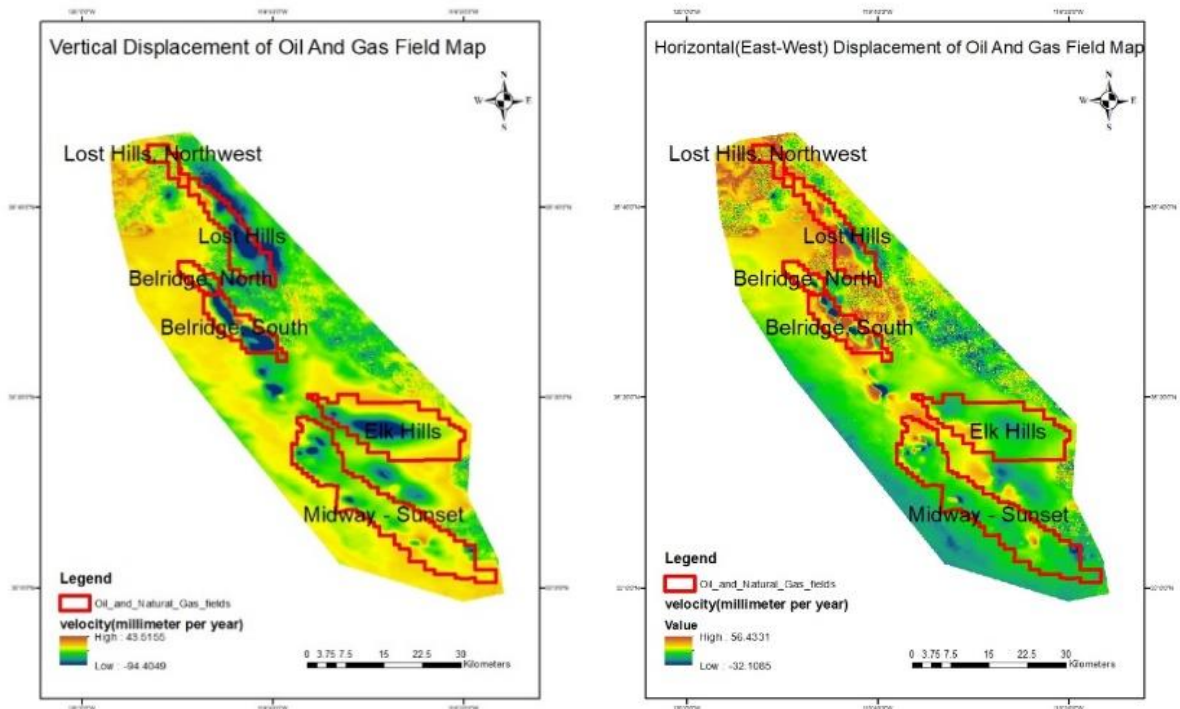 Vertical Displacement of Oil And Gas Field Map
N
W E
S
Lost Hills, Northwest
Lost Hills
Belridge, North
Belridge, South
Elk Hills
Midway - Sunset
Legend
Oil_and_Natural_Gas_fields
velocity(millimeter per year)
High : 43.5155
Low : -94.4049
0 3.75 7.5 15 22.5 30
Kilometers
Horizontal(East-West) Displacement of Oil And Gas Field Map
N
W E
S
Lost Hills, Northwest
Lost Hills
Belridge, North
Belridge, South
Elk Hills
Midway - Sunset
Legend
Oil_and_Natural_Gas_fields
velocity(millimeter per year)
Value
High : 56.4331
Low : -32.1085
0 3.75 7.5 15 22.5 30
Kilometers